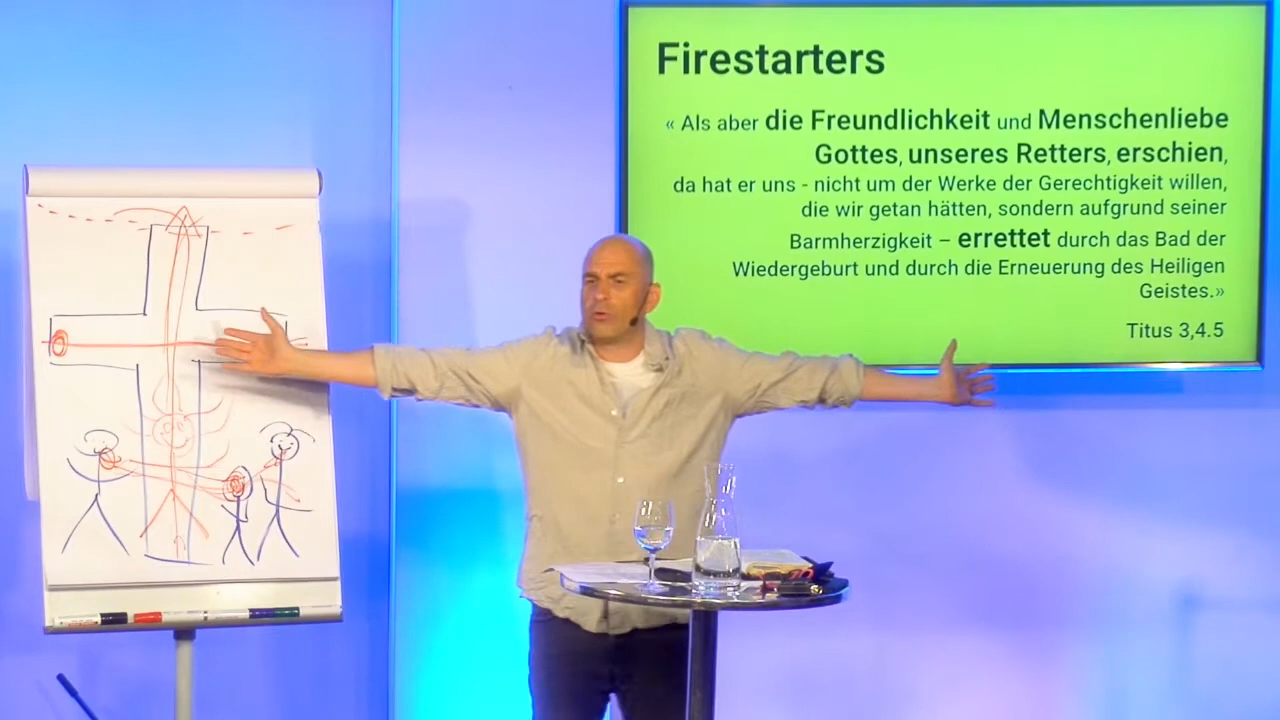 Firestarters
« Als aber die Freundlichkeit und Menschenliebe
Gottes, unseres Retters, erschien,
da hat er uns - nicht um der Werke der Gerechtigkeit willen,
die wir getan hätten, sondern aufgrund seiner
Barmherzigkeit – errettet durch das Bad der
Wiedergeburt und durch die Erneuerung des Heiligen
Geistes.»
Titus 3,4.5